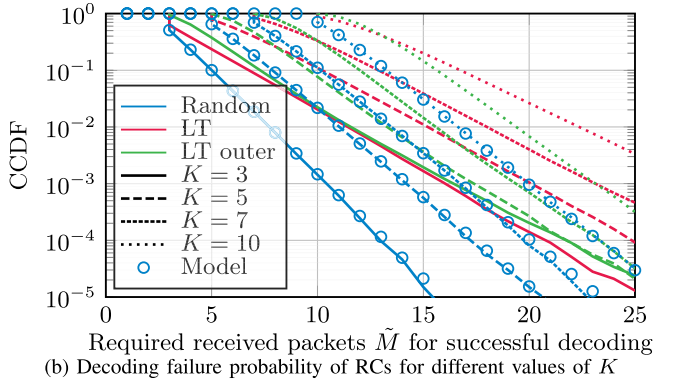 10⁰
10⁻¹
10⁻²
10⁻³
10⁻⁴
10⁻⁵
CCDF
Random
LT
LT outer
K = 3
K = 5
K = 7
K = 10
Model
0 5 10 15 20 25
Required received packets M̃ for successful decoding
(b) Decoding failure probability of RCs for different values of K